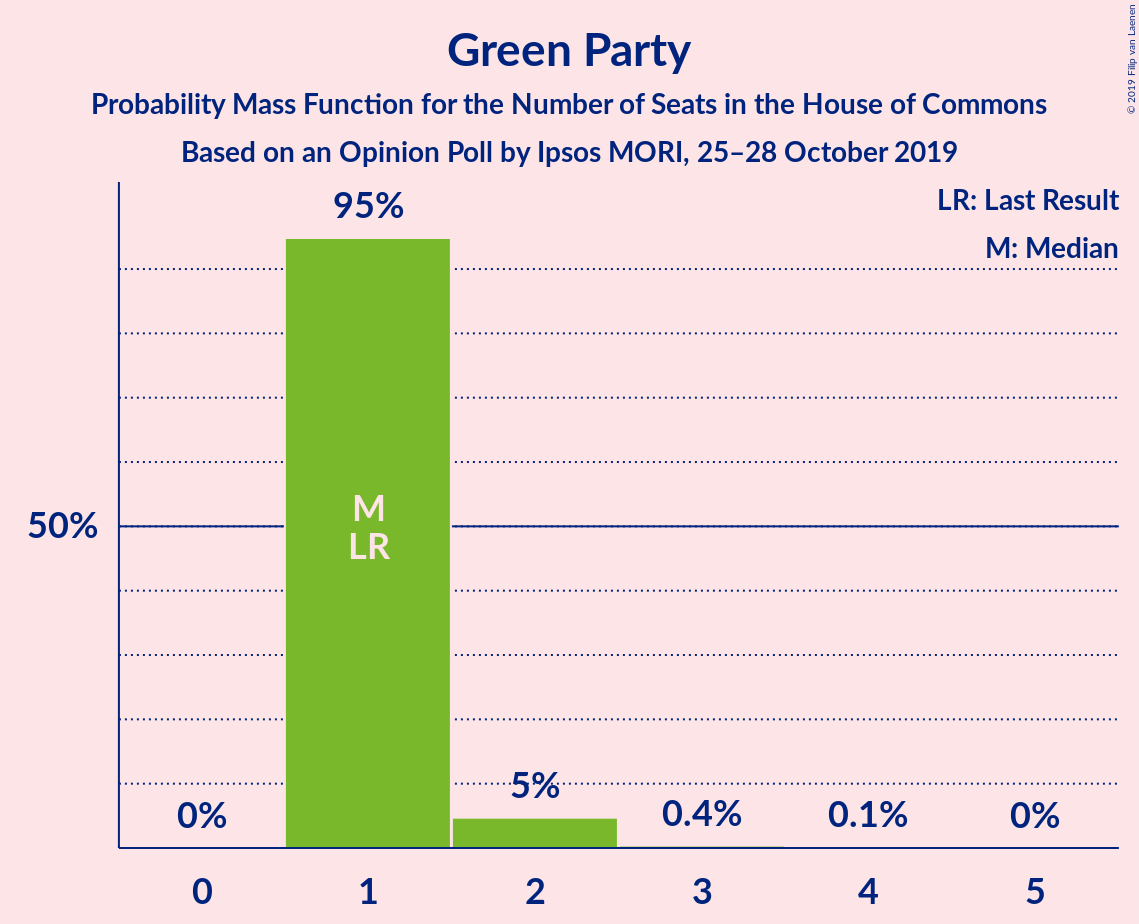 Green Party
Probability Mass Function for the Number of Seats in the House of Commons
Based on an Opinion Poll by Ipsos MORI, 25–28 October 2019
© 2019 Filip van Laenen
LR: Last Result
M: Median
95%
50%
M
LR
0%
5%
0.4%
0.1%
0%
0 1 2 3 4 5